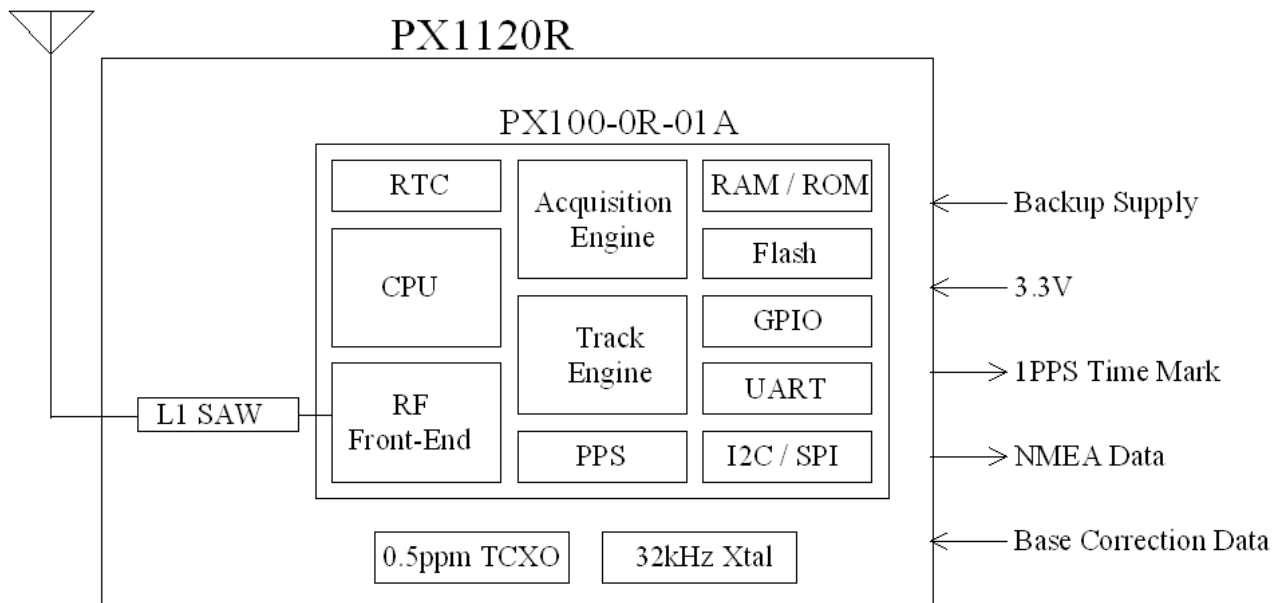 PX1120R
PX100-0R-01A
RTC
Acquisition
Engine
RAM / ROM
CPU
Flash
Track
Engine
GPIO
RF
Front-End
UART
PPS
I2C / SPI
L1 SAW
0.5ppm TCXO
32kHz Xtal
Backup Supply
3.3V
1PPS Time Mark
NMEA Data
Base Correction Data